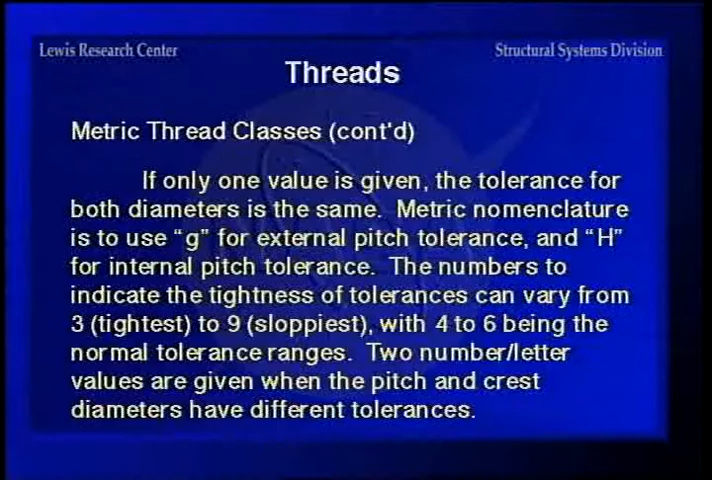 Lewis Research Center
Structural Systems Division
Threads
Metric Thread Classes (cont'd)
If only one value is given, the tolerance for
both diameters is the same.  Metric nomenclature
is to use “g” for external pitch tolerance, and “H”
for internal pitch tolerance.  The numbers to
indicate the tightness of tolerances can vary from
3 (tightest) to 9 (sloppiest), with 4 to 6 being the
normal tolerance ranges.  Two number/letter
values are given when the pitch and crest
diameters have different tolerances.